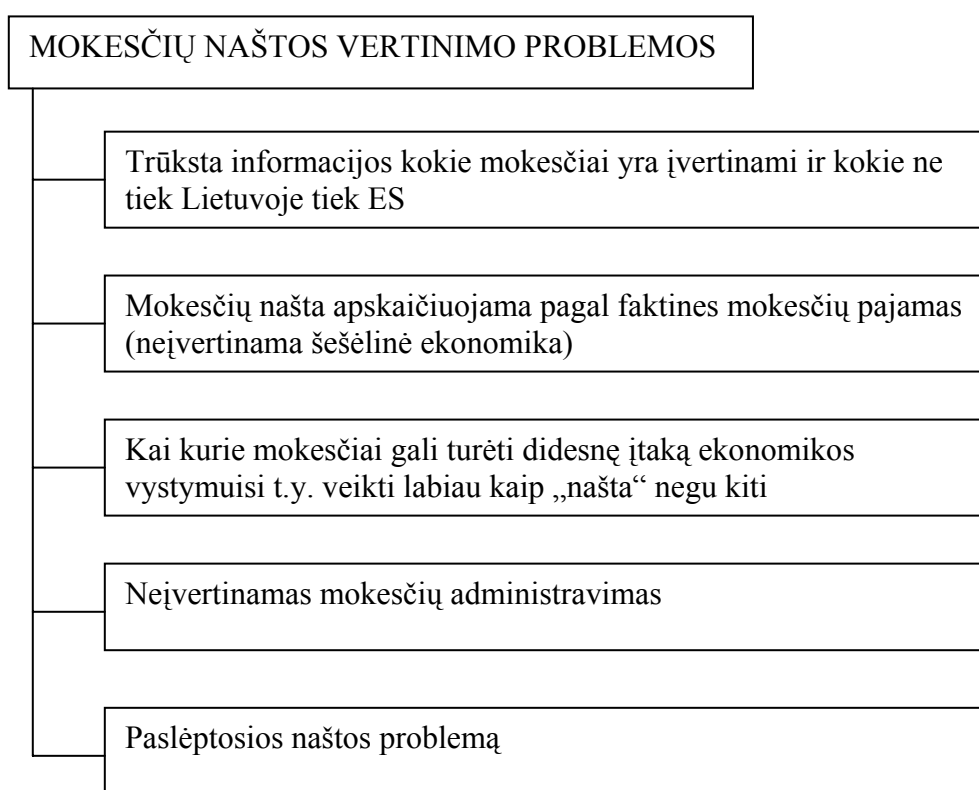 MOKESČIŲ NAŠTOS VERTINIMO PROBLEMOS
Trūksta informacijos kokie mokesčiai yra įvertinami ir kokie ne
tiek Lietuvoje tiek ES
Mokesčių našta apskaičiuojama pagal faktines mokesčių pajamas
(neįvertinama šešėlinė ekonomika)
Kai kurie mokesčiai gali turėti didesnę įtaką ekonomikos
vystymuisi t.y. veikti labiau kaip „našta“ negu kiti
Neįvertinamas mokesčių administravimas
Paslėptosios naštos problemą